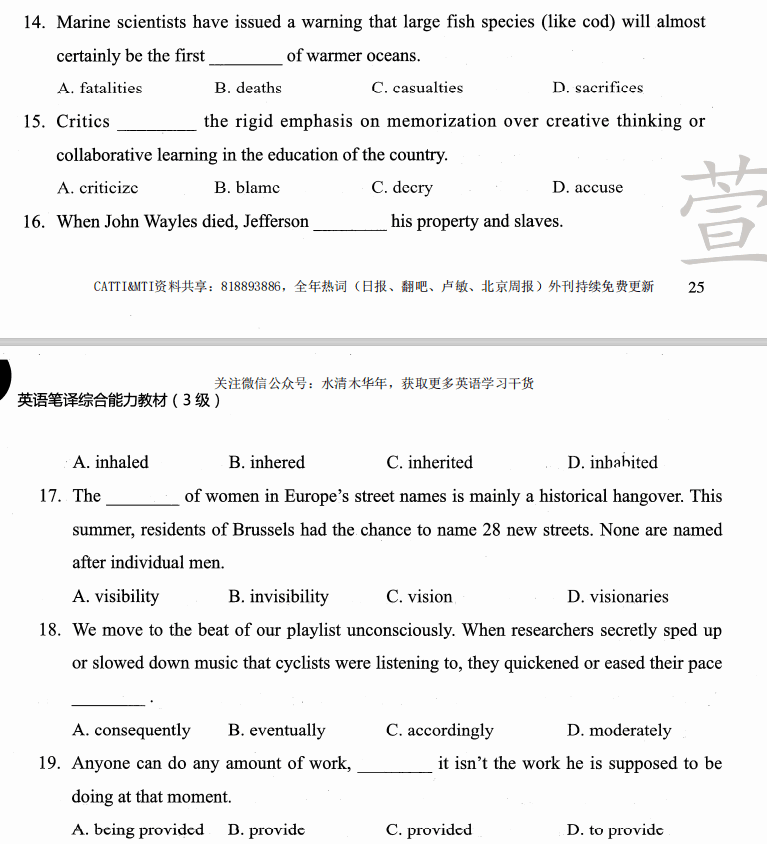 14. Marine scientists have issued a warning that large fish species (like cod) will almost
certainly be the first ________ of warmer oceans.
A. fatalities B. deaths C. casualties D. sacrifices
15. Critics ________ the rigid emphasis on memorization over creative thinking or
collaborative learning in the education of the country.
A. criticize B. blame C. decry D. accuse
16. When John Wayles died, Jefferson ________ his property and slaves.
萱
CATTI&MTI资料共享：818893886，全年热词（日报、翻吧、卢敏、北京周报）外刊持续免费更新 25
关注微信公众号：水清木华年，获取更多英语学习干货
英语笔译综合能力教材（3 级）
A. inhaled B. inhered C. inherited D. inhabited
17. The ________ of women in Europe's street names is mainly a historical hangover. This
summer, residents of Brussels had the chance to name 28 new streets. None are named
after individual men.
A. visibility B. invisibility C. vision D. visionaries
18. We move to the beat of our playlist unconsciously. When researchers secretly sped up
or slowed down music that cyclists were listening to, they quickened or eased their pace
________ .
A. consequently B. eventually C. accordingly D. moderately
19. Anyone can do any amount of work, ________ it isn't the work he is supposed to be
doing at that moment.
A. being provided B. provide C. provided D. to provide